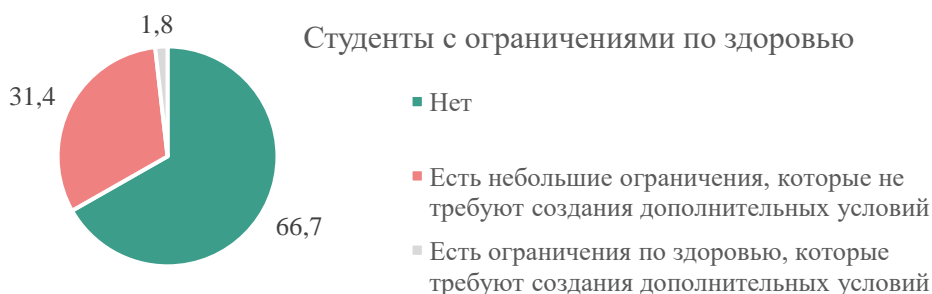 1,8
Студенты с ограничениями по здоровью
31,4
Нет
Есть небольшие ограничения, которые не
требуют создания дополнительных условий
66,7
Есть ограничения по здоровью, которые
требуют создания дополнительных условий